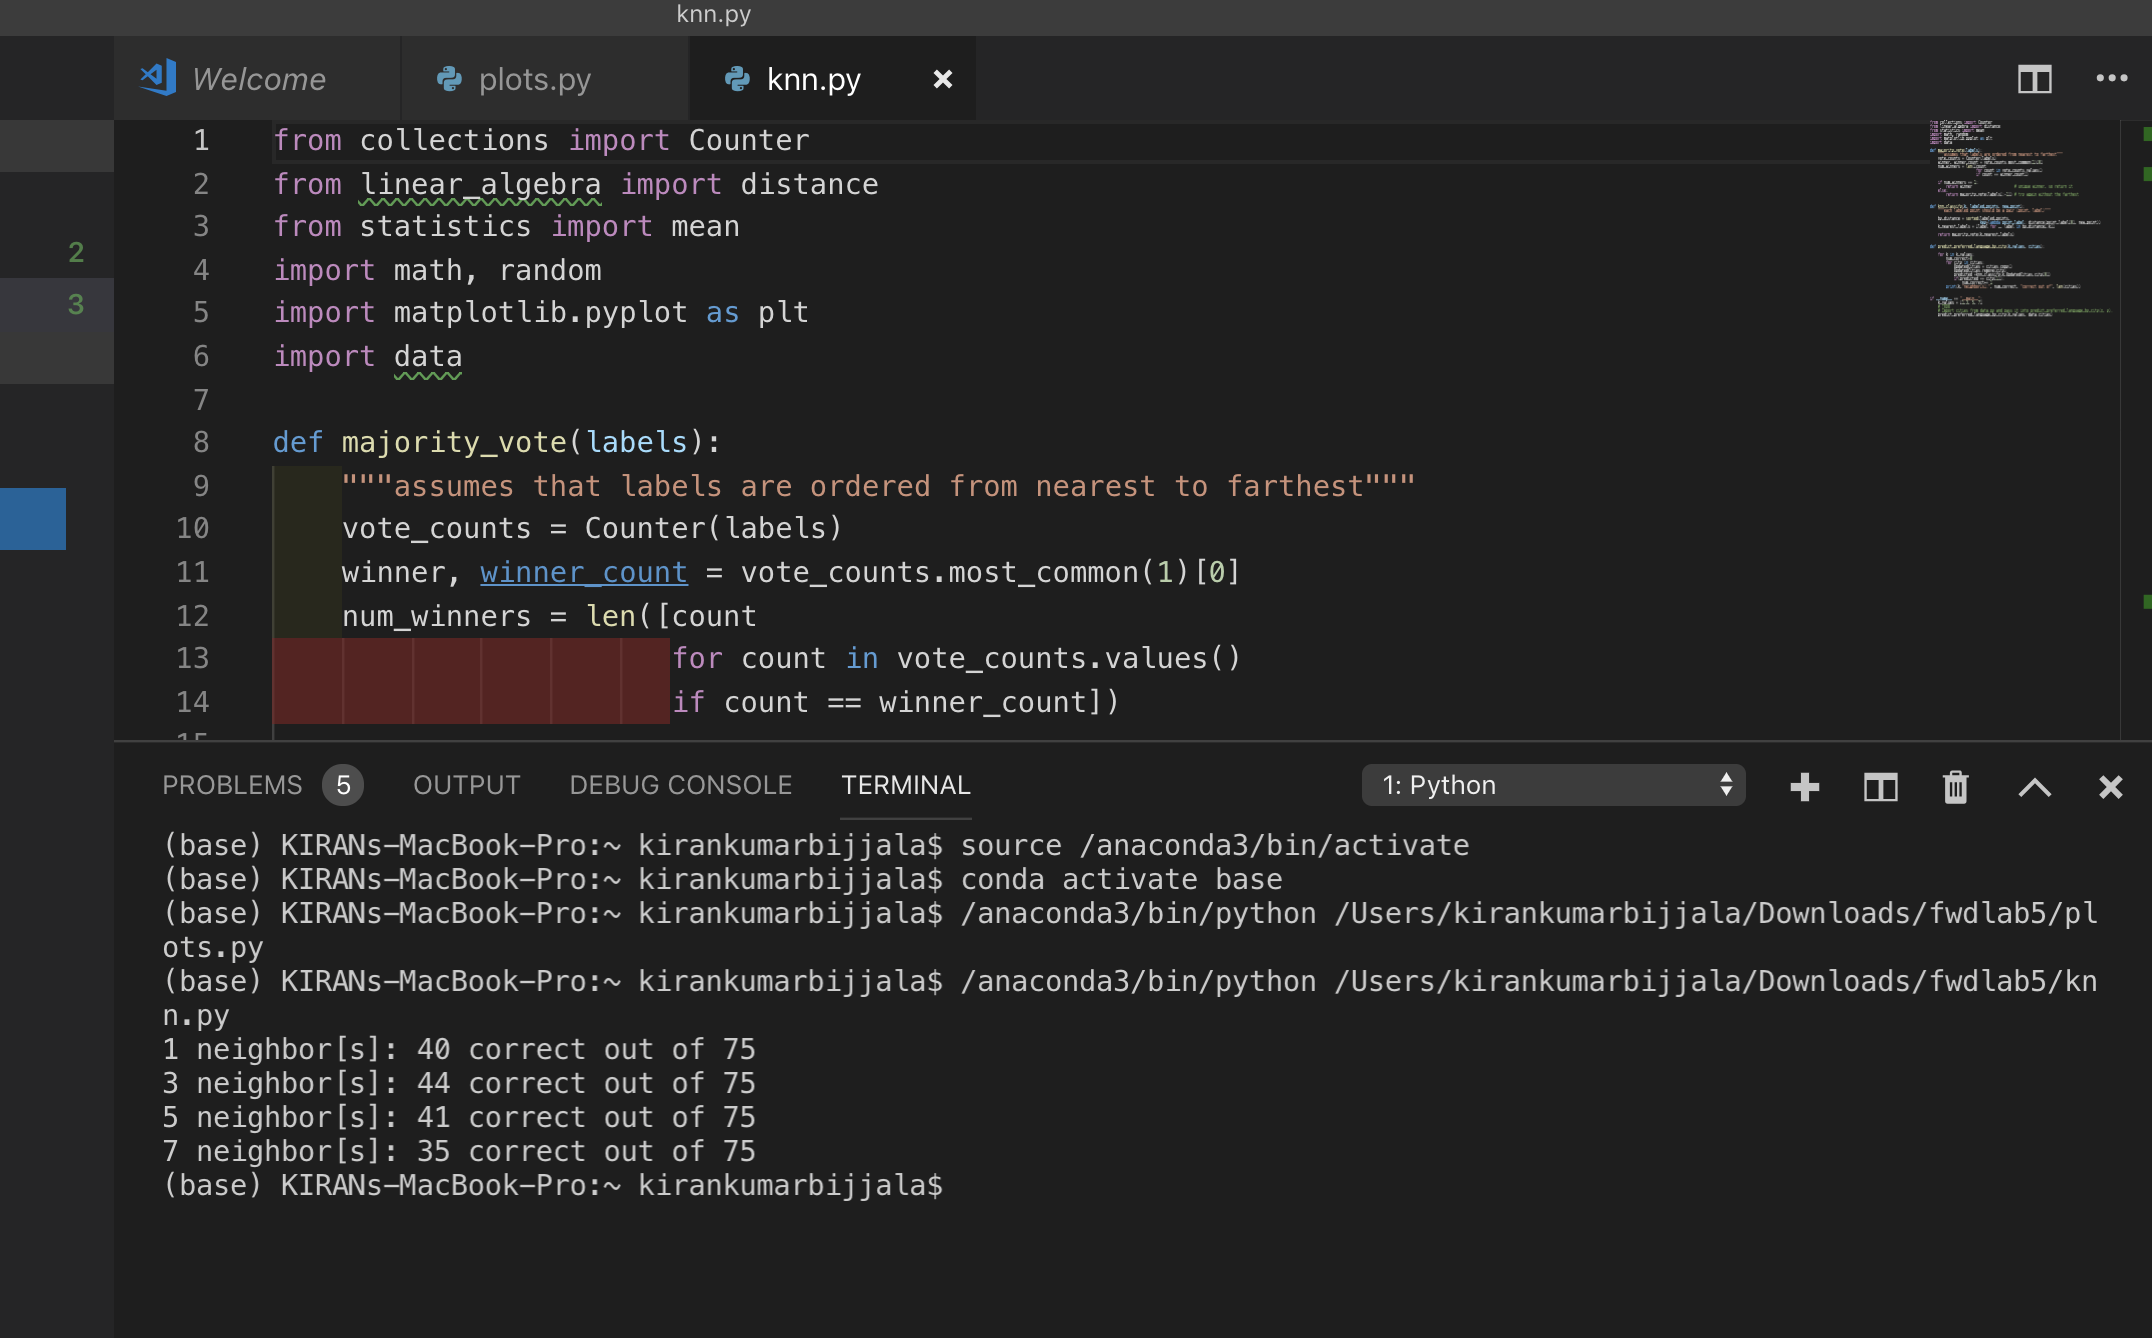 knn.py
Welcome
plots.py
knn.py
2
3
1 from collections import Counter
2 from linear_algebra import distance
3 from statistics import mean
4 import math, random
5 import matplotlib.pyplot as plt
6 import data
7
8 def majority_vote(labels):
9 """assumes that labels are ordered from nearest to farthest"""
10 vote_counts = Counter(labels)
11 winner, winner_count = vote_counts.most_common(1)[0]
12 num_winners = len([count
13 for count in vote_counts.values()
14 if count == winner_count])
15
PROBLEMS 5 OUTPUT DEBUG CONSOLE TERMINAL 1: Python
(base) KIRANs-MacBook-Pro:~ kirankumarbijjala$ source /anaconda3/bin/activate
(base) KIRANs-MacBook-Pro:~ kirankumarbijjala$ conda activate base
(base) KIRANs-MacBook-Pro:~ kirankumarbijjala$ /anaconda3/bin/python /Users/kirankumarbijjala/Downloads/fwdlab5/pl
ots.py
(base) KIRANs-MacBook-Pro:~ kirankumarbijjala$ /anaconda3/bin/python /Users/kirankumarbijjala/Downloads/fwdlab5/kn
n.py
1 neighbor[s]: 40 correct out of 75
3 neighbor[s]: 44 correct out of 75
5 neighbor[s]: 41 correct out of 75
7 neighbor[s]: 35 correct out of 75
(base) KIRANs-MacBook-Pro:~ kirankumarbijjala$